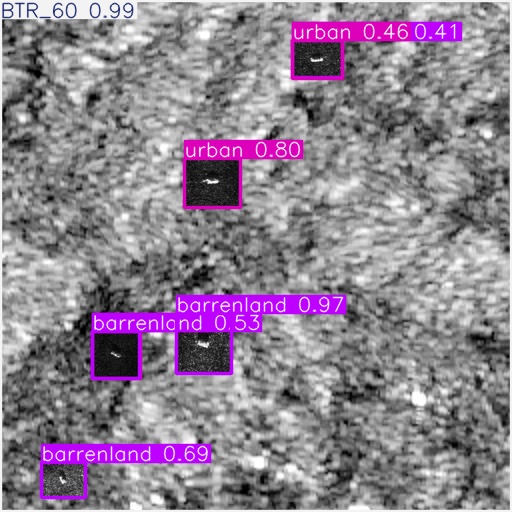 BTR_60 0.99
urban 0.46 0.41
urban 0.80
barrenland 0.97
barrenland 0.53
barrenland 0.69